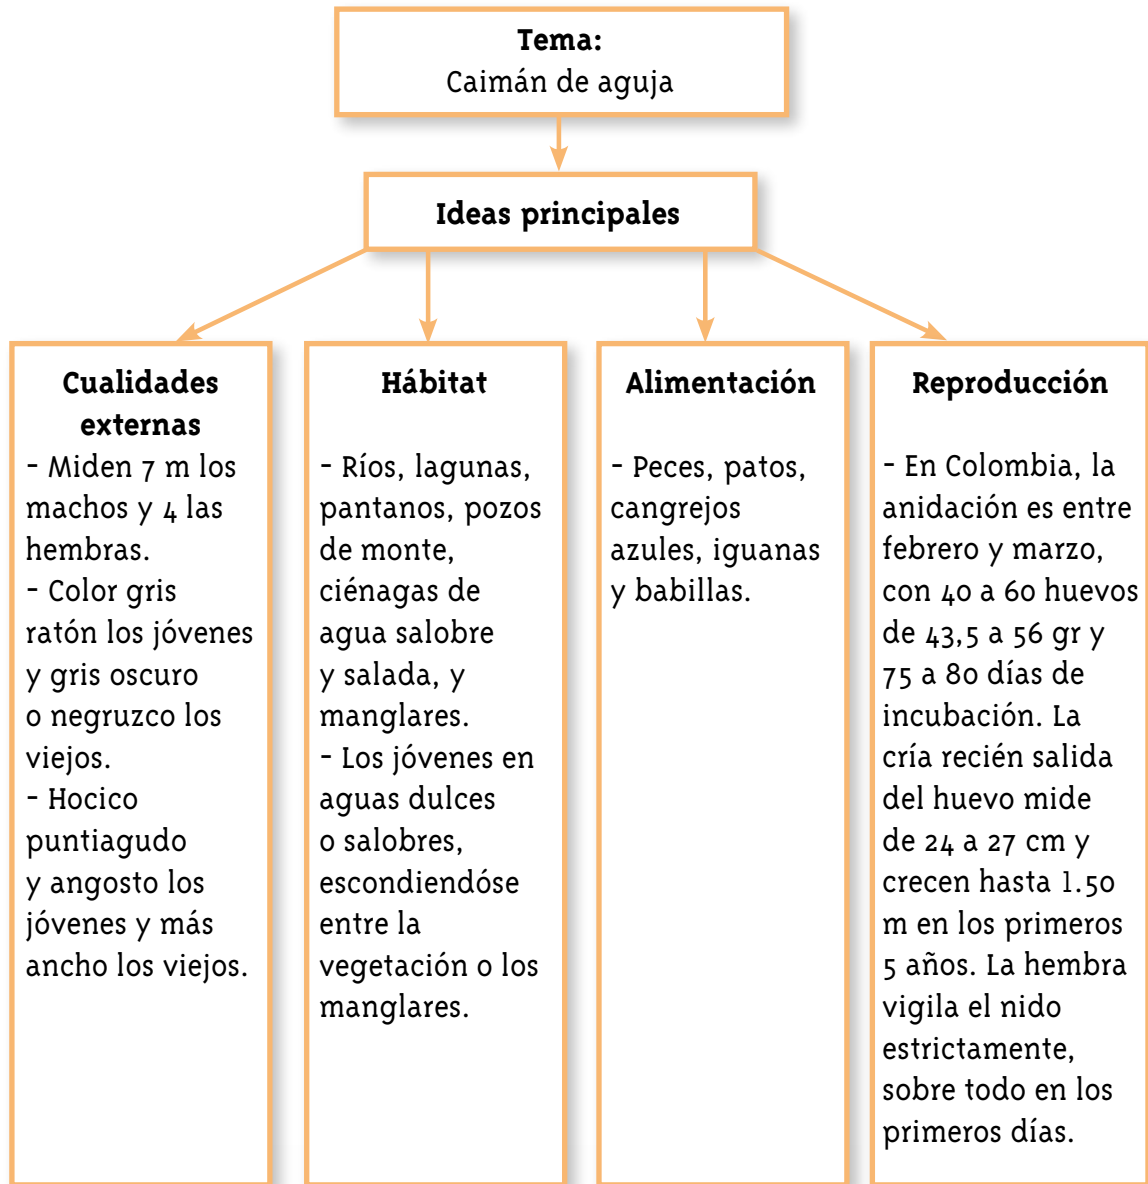 Tema:
Caimán de aguja
Ideas principales
Cualidades
externas
- Miden 7 m los
machos y 4 las
hembras.
- Color gris
ratón los jóvenes
y gris oscuro
o negruzco los
viejos.
- Hocico
puntiagudo
y angosto los
jóvenes y más
ancho los viejos.
Hábitat
- Ríos, lagunas,
pantanos, pozos
de monte,
ciénagas de
agua salobre
y salada, y
manglares.
- Los jóvenes en
aguas dulces
o salobres,
escondiendóse
entre la
vegetación o los
manglares.
Alimentación
- Peces, patos,
cangrejos
azules, iguanas
y babillas.
Reproducción
- En Colombia, la
anidación es entre
febrero y marzo,
con 40 a 60 huevos
de 43,5 a 56 gr y
75 a 80 días de
incubación. La
cría recién salida
del huevo mide
de 24 a 27 cm y
crecen hasta 1.50
m en los primeros
5 años. La hembra
vigila el nido
estrictamente,
sobre todo en los
primeros días.